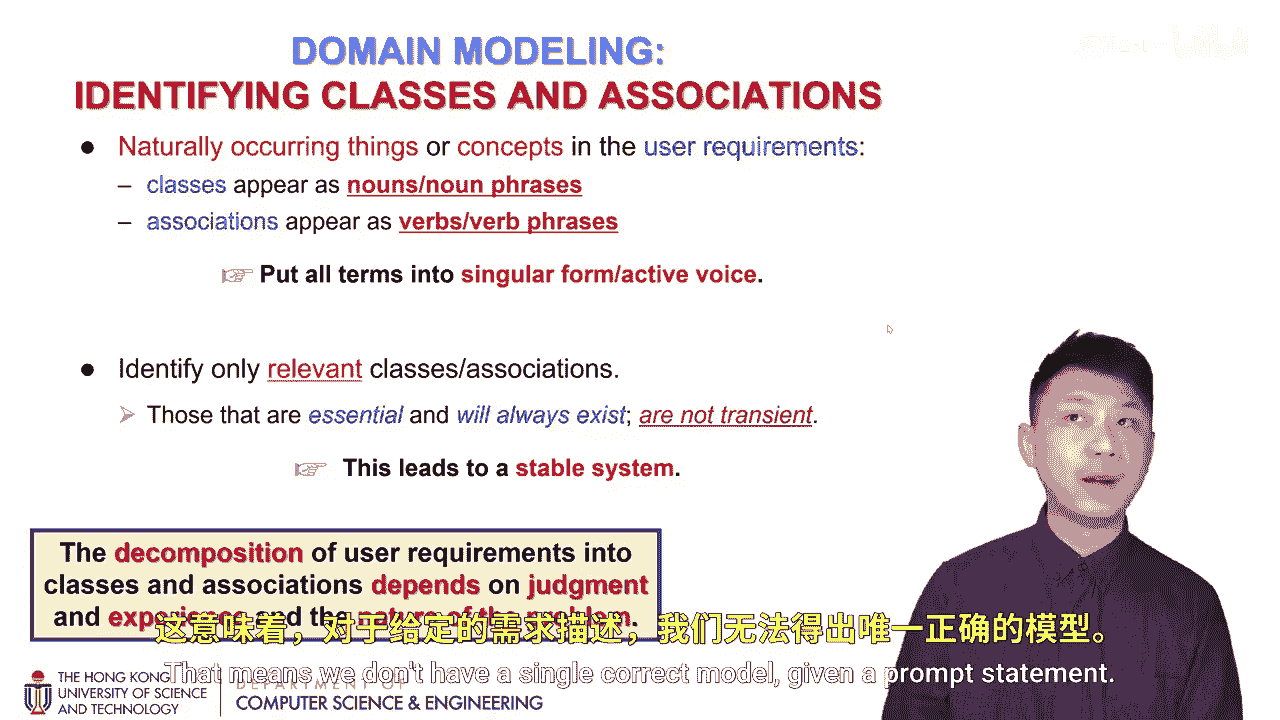 DOMAIN MODELING:
IDENTIFYING CLASSES AND ASSOCIATIONS
● Naturally occurring things or concepts in the user requirements:
– classes appear as nouns/noun phrases
– associations appear as verbs/verb phrases
☞ Put all terms into singular form/active voice.
● Identify only relevant classes/associations.
➢ Those that are essential and will always exist; are not transient.
☞ This leads to a stable system.
The decomposition of user requirements into
classes and associations depends on judgment
and experience and the nature of the problem.
这意味着，对于给定的需求描述，我们无法得出唯一正确的模型。
That means we don't have a single correct model, given a prompt statement.
THE HONG KONG
UNIVERSITY OF SCIENCE
AND TECHNOLOGY
DEPARTMENT OF
COMPUTER SCIENCE & ENGINEERING